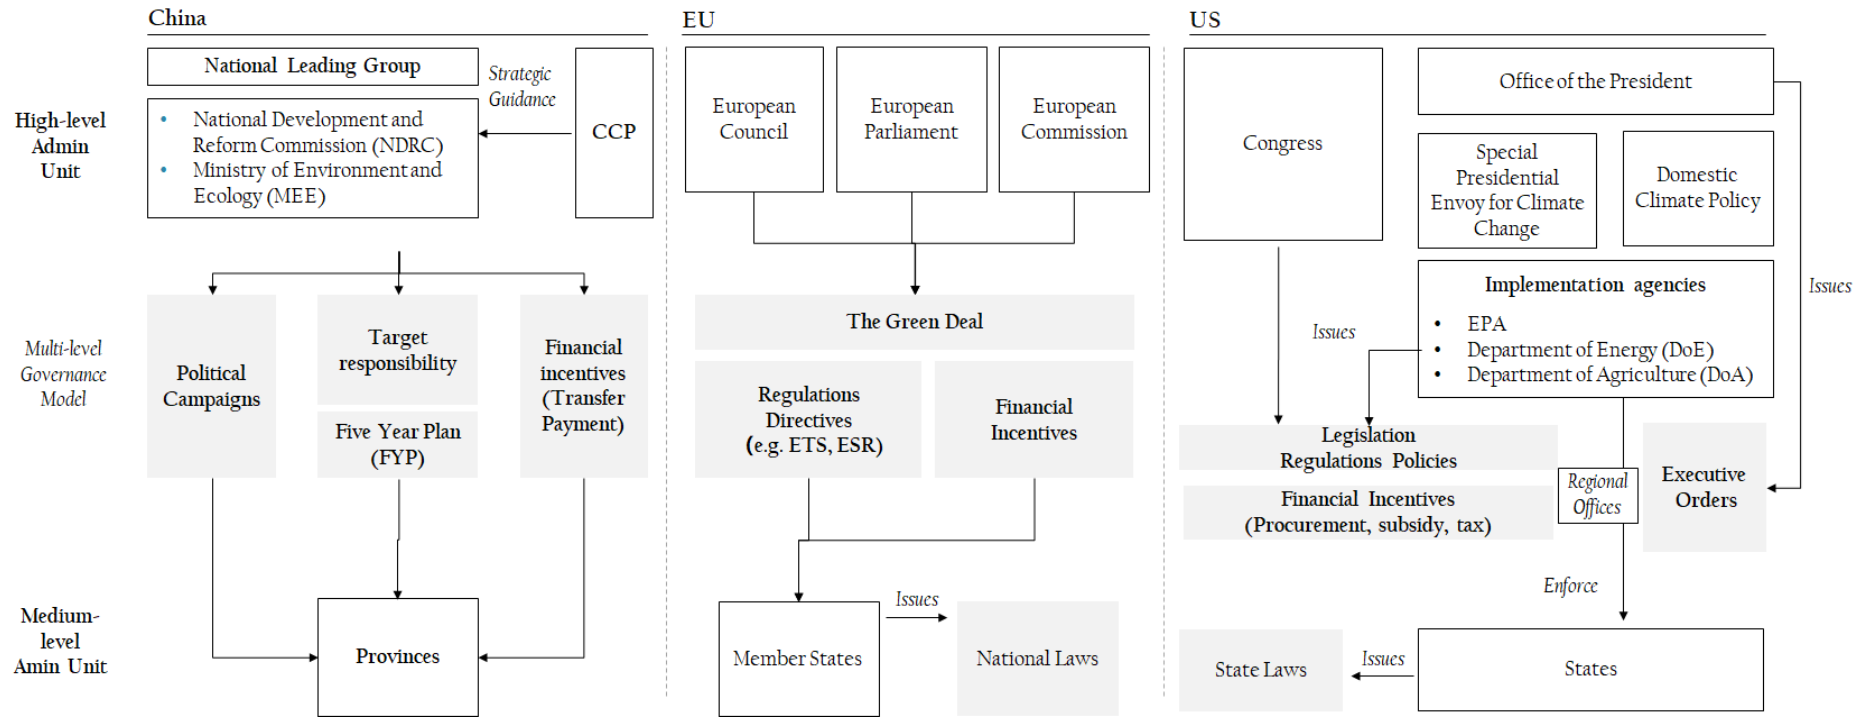 China
EU
US
High-level
Admin
Unit
National Leading Group
• National Development and
Reform Commission (NDRC)
• Ministry of Environment and
Ecology (MEE)
Strategic
Guidance
CCP
European
Council
European
Parliament
European
Commission
Congress
Office of the President
Special
Presidential
Envoy for Climate
Change
Domestic
Climate Policy
Multi-level
Governance
Model
Political
Campaigns
Target
responsibility
Five Year Plan
(FYP)
Financial
incentives
(Transfer
Payment)
The Green Deal
Regulations
Directives
(e.g. ETS, ESR)
Financial
Incentives
Implementation agencies
• EPA
• Department of Energy (DoE)
• Department of Agriculture (DoA)
Issues
Issues
Legislation
Regulations Policies
Financial Incentives
(Procurement, subsidy, tax)
Regional
Offices
Executive
Orders
Enforce
Medium-
level
Amin Unit
Provinces
Member States
Issues
National Laws
State Laws
Issues
States